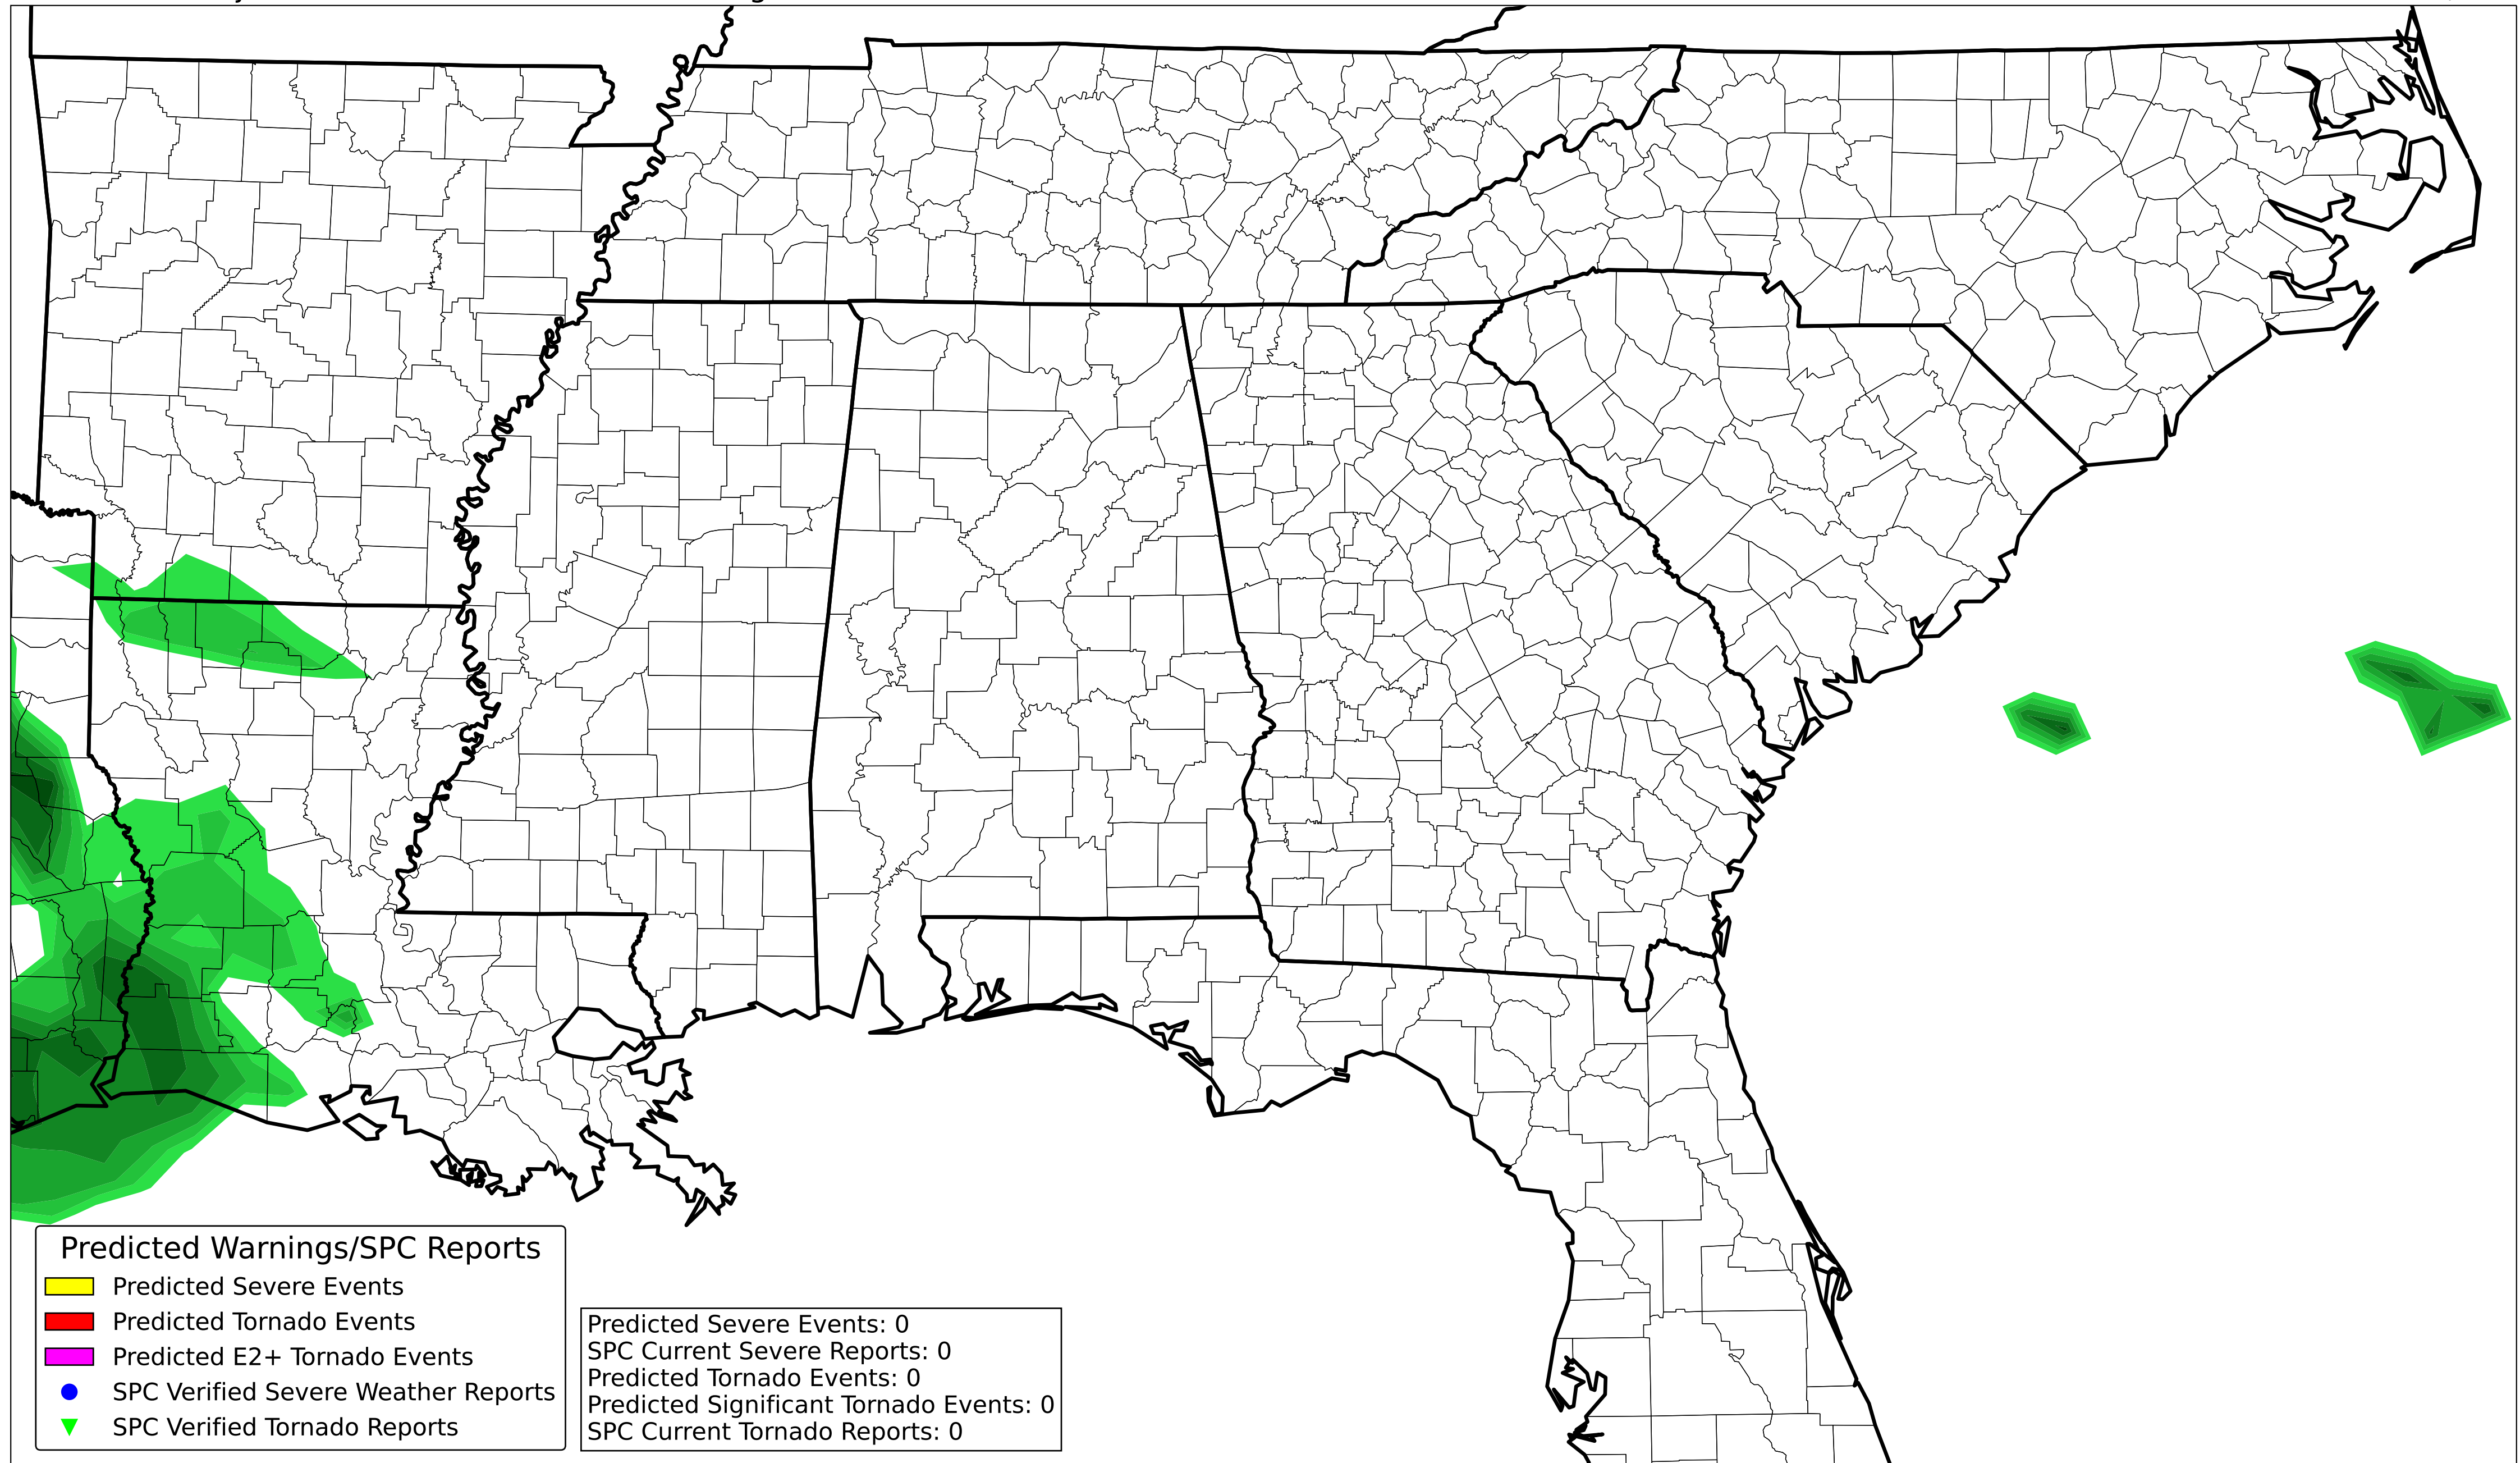 Predicted Warnings/SPC Reports
Predicted Severe Events
Predicted Tornado Events
Predicted E2+ Tornado Events
SPC Verified Severe Weather Reports
SPC Verified Tornado Reports
Predicted Severe Events: 0
SPC Current Severe Reports: 0
Predicted Tornado Events: 0
Predicted Significant Tornado Events: 0
SPC Current Tornado Reports: 0